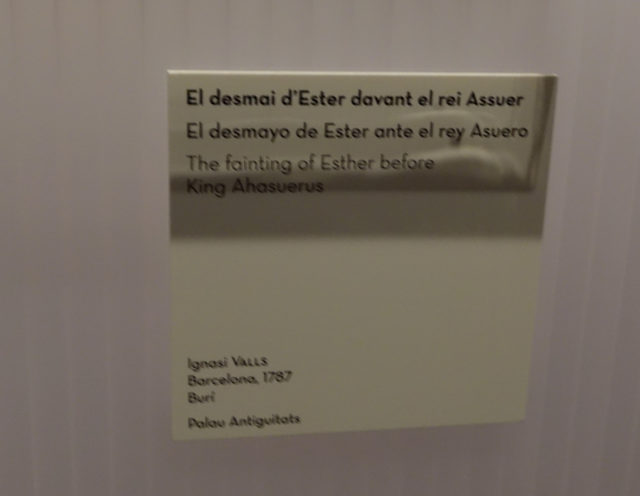 El desmai d'Ester davant el rei Assuer
El desmayo de Ester ante el rey Asuero
The fainting of Esther before
King Ahasuerus
Ignasi VALLS
Barcelona, 1787
Burí
Palau Antiguitats